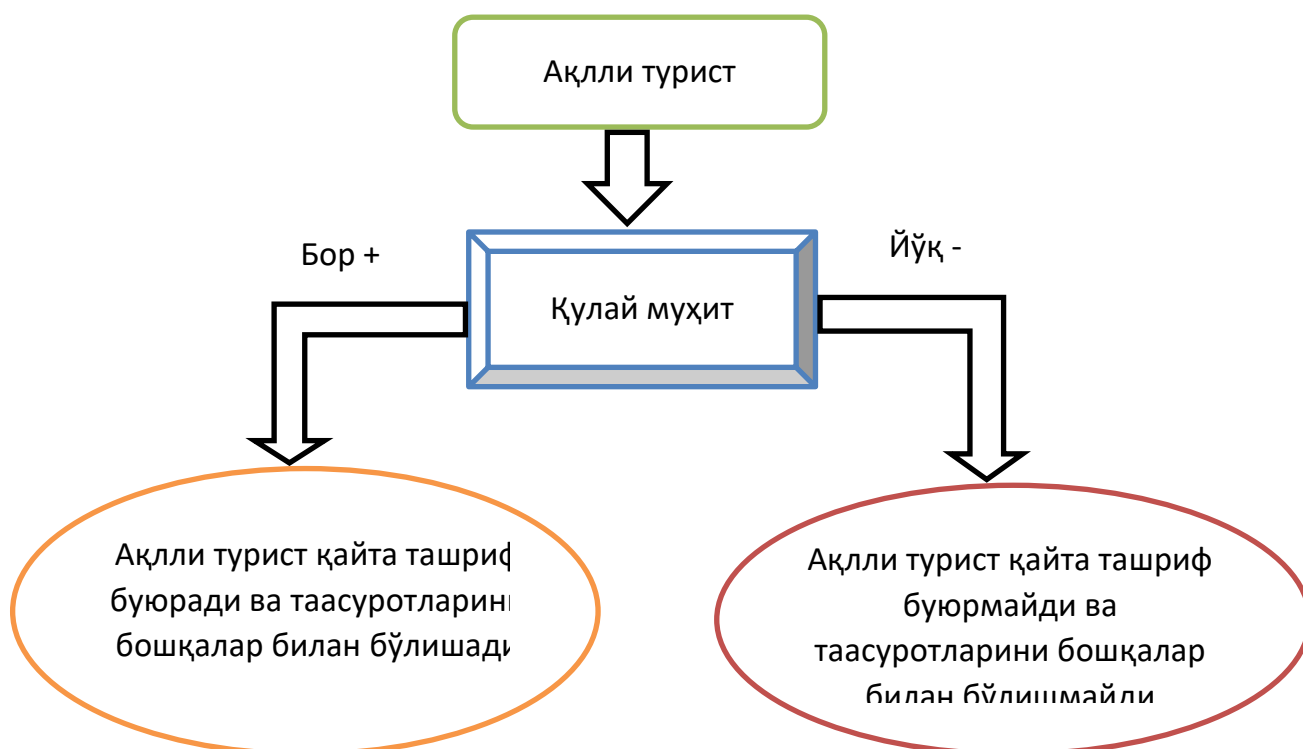 Ақлли турист
Бор +
Йўқ -
Қулай муҳит
Ақлли турист қайта ташриф
буюради ва таасуротларини
бошқалар билан бўлишади
Ақлли турист қайта ташриф
буюрмайди ва
таасуротларини бошқалар
билан бўлишмайди